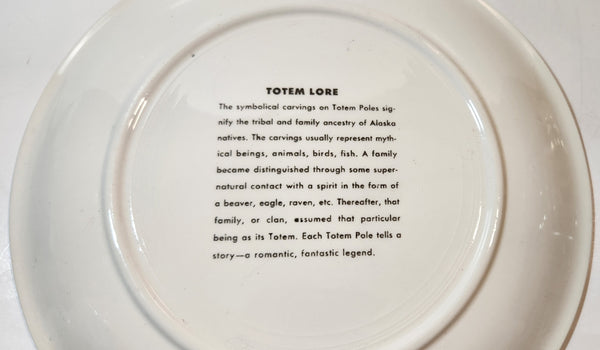 TOTEM LORE
The symbolical carvings on Totem Poles sig-
nify the tribal and family ancestry of Alaska
natives. The carvings usually represent myth-
ical beings, animals, birds, fish. A family
became distinguished through some super-
natural contact with a spirit in the form of
a beaver, eagle, raven, etc. Thereafter, that
family, or clan, assumed that particular
being as its Totem. Each Totem Pole tells a
story—a romantic, fantastic legend.